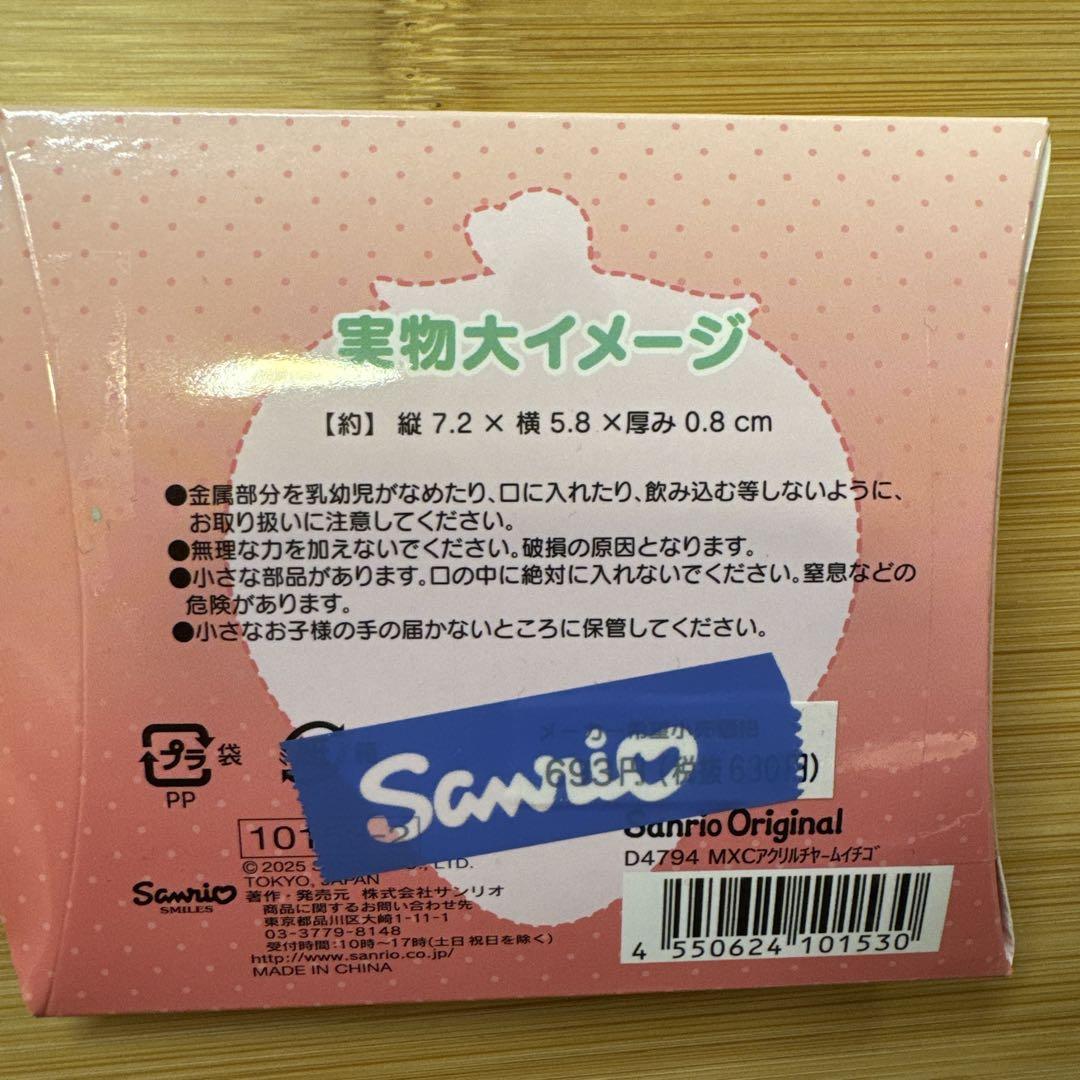 実物大イメージ
【約】 縦 7.2 × 横 5.8 ×厚み 0.8 cm
●金属部分を乳幼児がなめたり、口に入れたり、飲み込む等しないように、
お取り扱いに注意してください。
●無理な力を加えないでください。破損の原因となります。
●小さな部品があります。口の中に絶対に入れないでください。窒息などの
危険があります。
●小さなお子様の手の届かないところに保管してください。
プラ 袋
PP
Sanrio
メーカー希望小売価格
693円(税抜630円)
Sanrio Original
D4794 MXCアクリルチャームイチゴ
4 550624 101530
101
© 2025 S LTD.
TOKYO, JAPAN
Sanrio
SMILES
著作・発売元 株式会社サンリオ
商品に関するお問い合わせ先
東京都品川区大崎1-11-1
03-3779-8148
受付時間:10時~17時(土日 祝日を除く)
http://www.sanrio.co.jp/
MADE IN CHINA